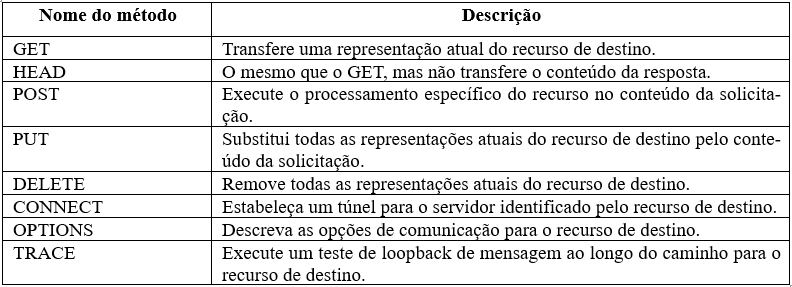 Nome do método Descrição
GET Transfere uma representação atual do recurso de destino.
HEAD O mesmo que o GET, mas não transfere o conteúdo da resposta.
POST Execute o processamento específico do recurso no conteúdo da solicita-
ção.
PUT Substitui todas as representações atuais do recurso de destino pelo conte-
údo da solicitação.
DELETE Remove todas as representações atuais do recurso de destino.
CONNECT Estabeleça um túnel para o servidor identificado pelo recurso de destino.
OPTIONS Descreva as opções de comunicação para o recurso de destino.
TRACE Execute um teste de loopback de mensagem ao longo do caminho para o
recurso de destino.